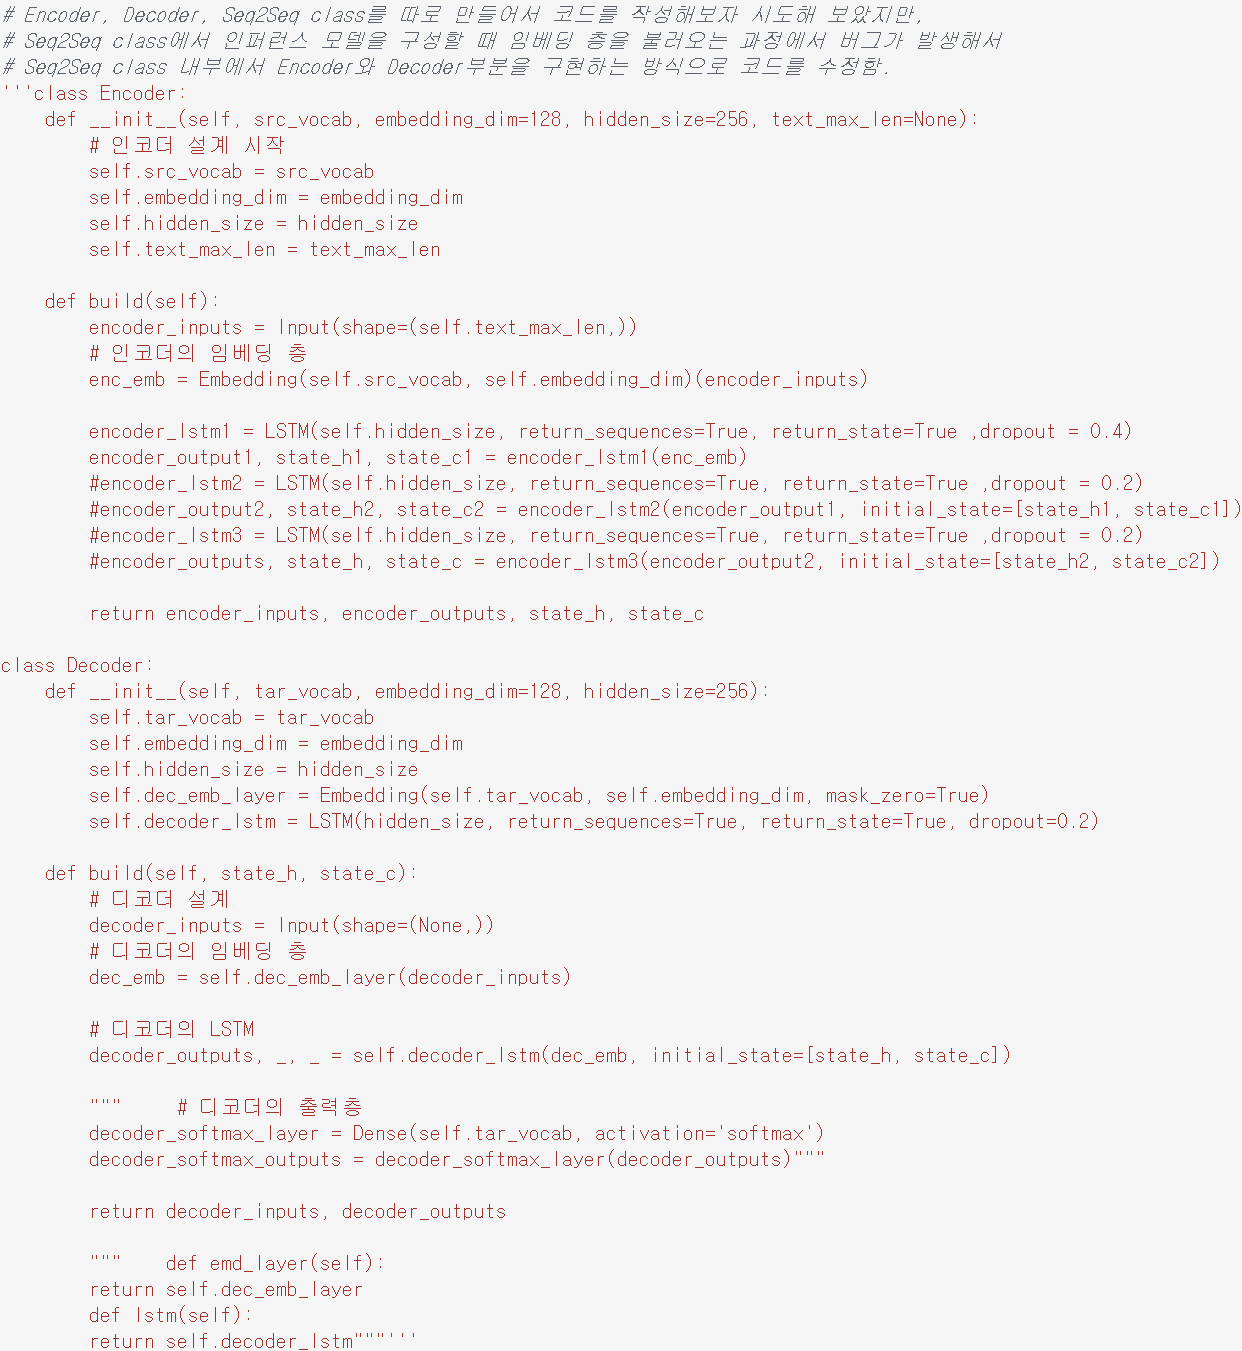 # Encoder, Decoder, Seq2Seq class를 따로 만들어서 코드를 작성해보자 시도해 보았지만,
# Seq2Seq class에서 인퍼런스 모델을 구성할 때 임베딩 층을 불러오는 과정에서 버그가 발생해서
# Seq2Seq class 내부에서 Encoder와 Decoder부분을 구현하는 방식으로 코드를 수정함.
'''class Encoder:
    def __init__(self, src_vocab, embedding_dim=128, hidden_size=256, text_max_len=None):
        # 인코더 설계 시작
        self.src_vocab = src_vocab
        self.embedding_dim = embedding_dim
        self.hidden_size = hidden_size
        self.text_max_len = text_max_len
    def build(self):
        encoder_inputs = Input(shape=(self.text_max_len,))
        # 인코더의 임베딩 층
        enc_emb = Embedding(self.src_vocab, self.embedding_dim)(encoder_inputs)
        encoder_lstm1 = LSTM(self.hidden_size, return_sequences=True, return_state=True ,dropout = 0.4)
        encoder_output1, state_h1, state_c1 = encoder_lstm1(enc_emb)
        #encoder_lstm2 = LSTM(self.hidden_size, return_sequences=True, return_state=True ,dropout = 0.2)
        #encoder_output2, state_h2, state_c2 = encoder_lstm2(encoder_output1, initial_state=[state_h1, state_c1])
        #encoder_lstm3 = LSTM(self.hidden_size, return_sequences=True, return_state=True ,dropout = 0.2)
        #encoder_outputs, state_h, state_c = encoder_lstm3(encoder_output2, initial_state=[state_h2, state_c2])
        return encoder_inputs, encoder_outputs, state_h, state_c
class Decoder:
    def __init__(self, tar_vocab, embedding_dim=128, hidden_size=256):
        self.tar_vocab = tar_vocab
        self.embedding_dim = embedding_dim
        self.hidden_size = hidden_size
        self.dec_emb_layer = Embedding(self.tar_vocab, self.embedding_dim, mask_zero=True)
        self.decoder_lstm = LSTM(hidden_size, return_sequences=True, return_state=True, dropout=0.2)
    def build(self, state_h, state_c):
        # 디코더 설계
        decoder_inputs = Input(shape=(None,))
        # 디코더의 임베딩 층
        dec_emb = self.dec_emb_layer(decoder_inputs)
        # 디코더의 LSTM
        decoder_outputs, _, _ = self.decoder_lstm(dec_emb, initial_state=[state_h, state_c])
        """     # 디코더의 출력층
        decoder_softmax_layer = Dense(self.tar_vocab, activation='softmax')
        decoder_softmax_outputs = decoder_softmax_layer(decoder_outputs)"""
        return decoder_inputs, decoder_outputs
        """    def emd_layer(self):
        return self.dec_emb_layer
        def lstm(self):
        return self.decoder_lstm"""'''